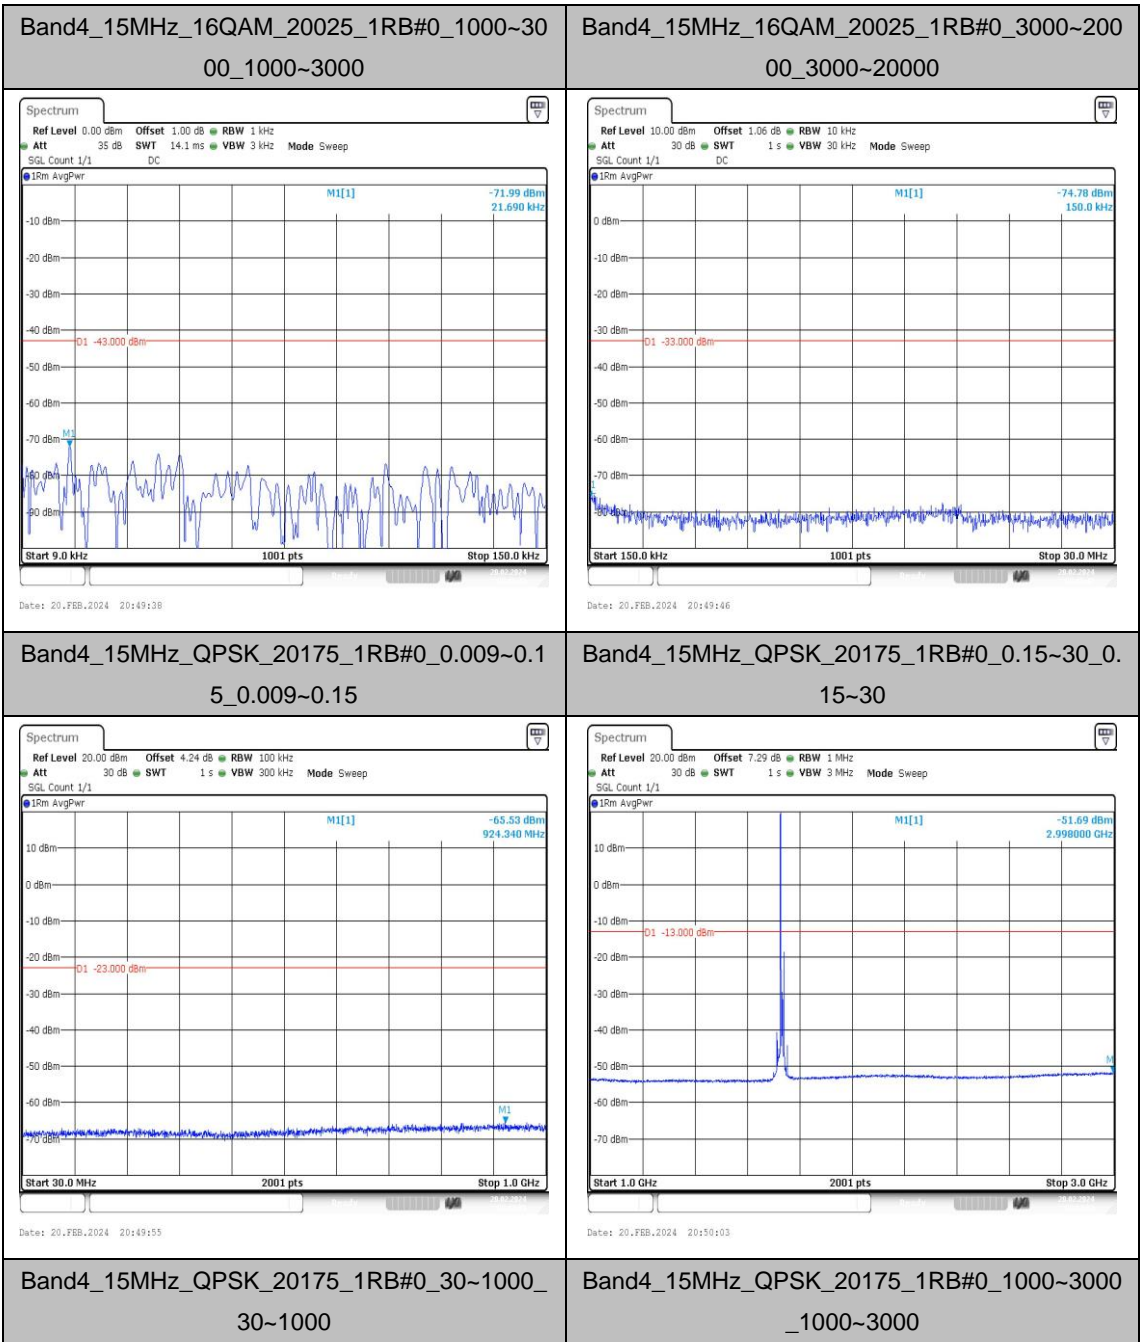 Band4_15MHz_16QAM_20025_1RB#0_1000~30
00_1000~3000
Band4_15MHz_16QAM_20025_1RB#0_3000~200
00_3000~20000
Spectrum
Ref Level 0.00 dBm Offset 1.00 dB RBW 1 kHz
Att 35 dB SWT 14.1 ms VBW 3 kHz Mode Sweep
SGL Count 1/1 DC
1Rm AvgPwr
M1[1] -71.99 dBm
21.690 kHz
-10 dBm
-20 dBm
-30 dBm
-40 dBm
D1 -43.000 dBm
-50 dBm
-60 dBm
-70 dBm
M1
-80 dBm
-90 dBm
Start 9.0 kHz 1001 pts Stop 150.0 kHz
Date: 20.FEB.2024 20:49:38
Spectrum
Ref Level 10.00 dBm Offset 1.06 dB RBW 10 kHz
Att 30 dB SWT 1 s VBW 30 kHz Mode Sweep
SGL Count 1/1 DC
1Rm AvgPwr
M1[1] -74.78 dBm
150.0 kHz
0 dBm
-10 dBm
-20 dBm
-30 dBm
D1 -33.000 dBm
-40 dBm
-50 dBm
-60 dBm
-70 dBm
-80 dBm
Start 150.0 kHz 1001 pts Stop 30.0 MHz
Date: 20.FEB.2024 20:49:46
Band4_15MHz_QPSK_20175_1RB#0_0.009~0.1
5_0.009~0.15
Band4_15MHz_QPSK_20175_1RB#0_0.15~30_0.
15~30
Spectrum
Ref Level 20.00 dBm Offset 4.24 dB RBW 100 kHz
Att 30 dB SWT 1 s VBW 300 kHz Mode Sweep
SGL Count 1/1
1Rm AvgPwr
M1[1] -65.53 dBm
924.340 MHz
10 dBm
0 dBm
-10 dBm
-20 dBm
D1 -23.000 dBm
-30 dBm
-40 dBm
-50 dBm
-60 dBm
M1
-70 dBm
Start 30.0 MHz 2001 pts Stop 1.0 GHz
Date: 20.FEB.2024 20:49:55
Spectrum
Ref Level 20.00 dBm Offset 7.29 dB RBW 1 MHz
Att 30 dB SWT 1 s VBW 3 MHz Mode Sweep
SGL Count 1/1
1Rm AvgPwr
M1[1] -51.69 dBm
2.998000 GHz
10 dBm
0 dBm
-10 dBm
D1 -13.000 dBm
-20 dBm
-30 dBm
-40 dBm
-50 dBm
M
-60 dBm
-70 dBm
Start 1.0 GHz 2001 pts Stop 3.0 GHz
Date: 20.FEB.2024 20:50:03
Band4_15MHz_QPSK_20175_1RB#0_30~1000_
30~1000
Band4_15MHz_QPSK_20175_1RB#0_1000~3000
_1000~3000